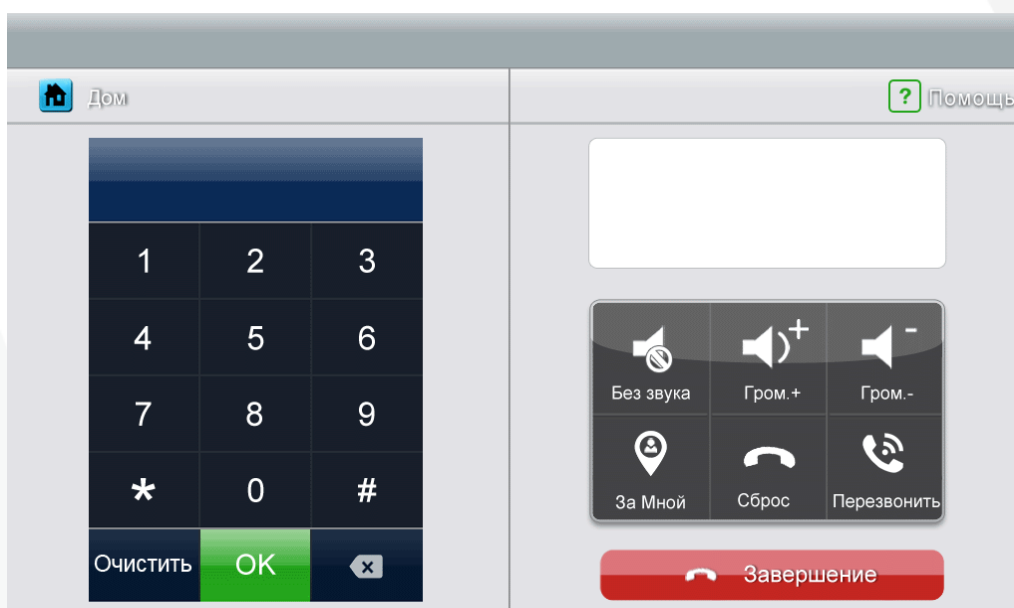 Дом
Помощь
1 2 3
4 5 6
7 8 9
* 0 #
Очистить OK
Без звука Гром.+ Гром.-
За Мной Сброс Перезвонить
Завершение